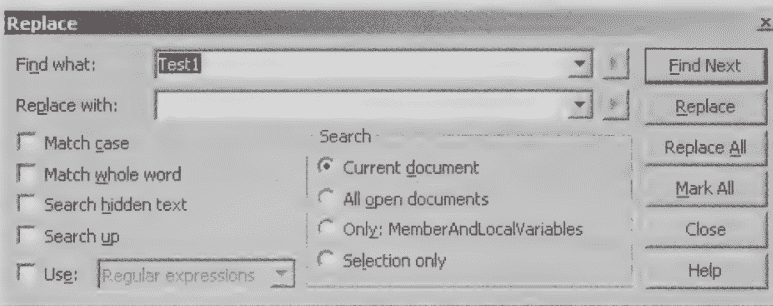 Replace
Find what: Test1 Find Next
Replace with: Replace
Match case Search Replace All
Match whole word Current document Mark All
Search hidden text All open documents
Search up Only: MemberAndLocalVariables Close
Use: Regular expressions Selection only Help